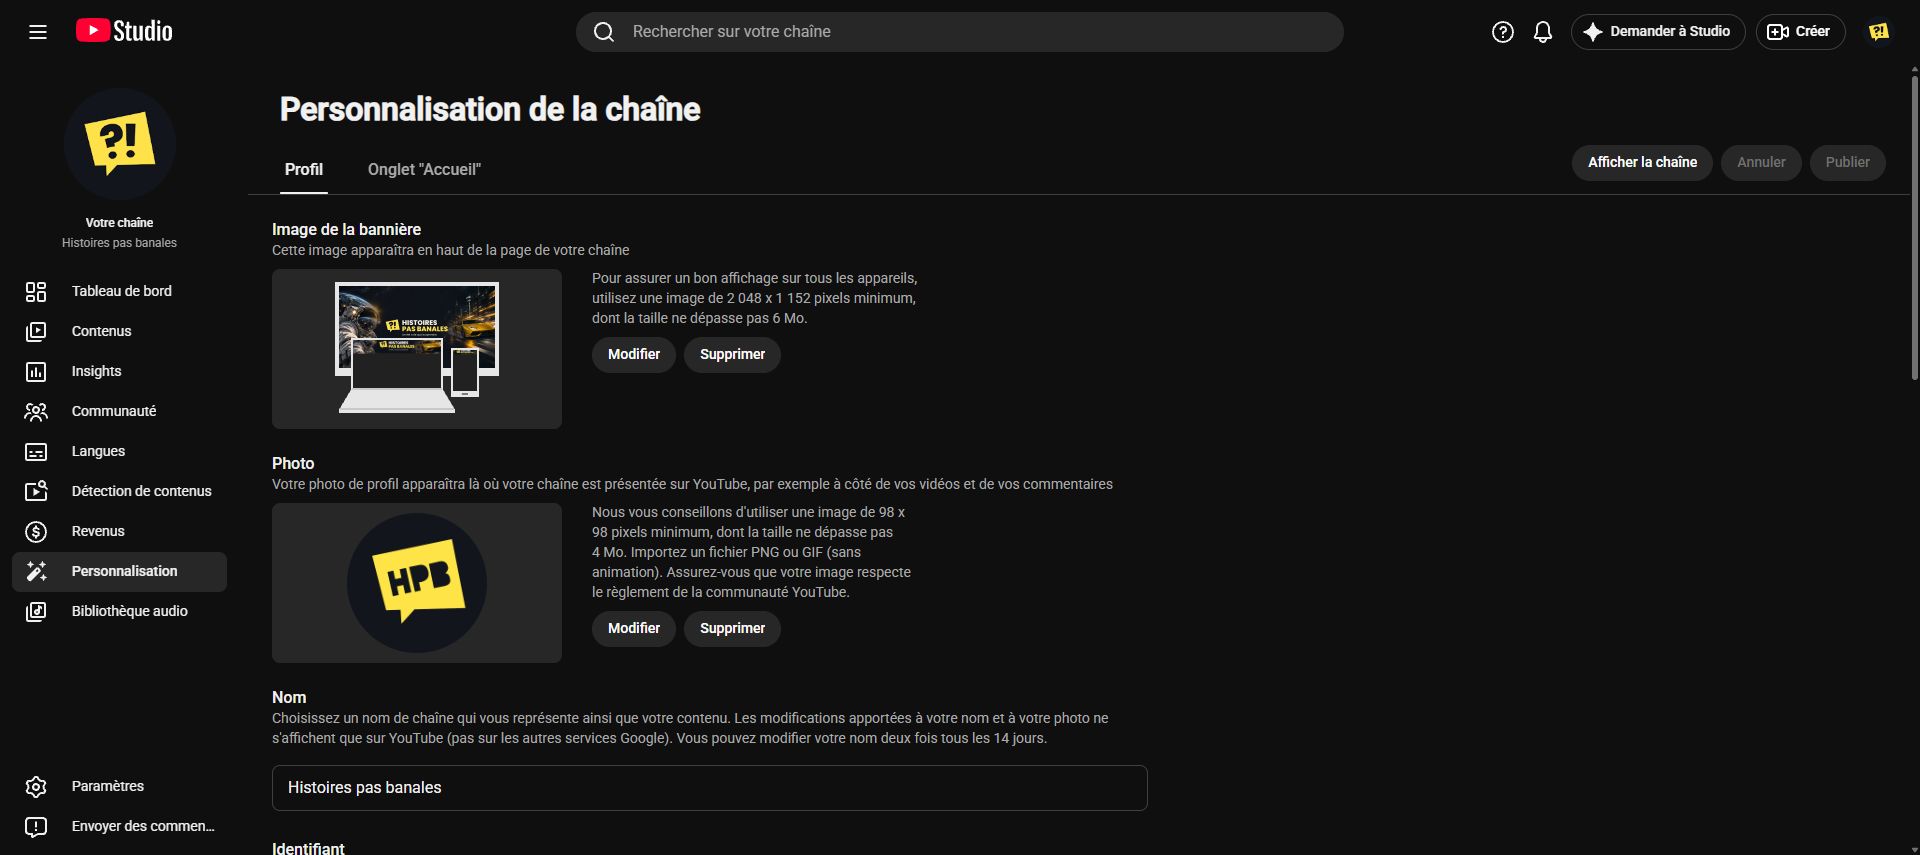 Studio
Rechercher sur votre chaîne
Demander à Studio
Créer
?!
?!
Votre chaîne
Histoires pas banales
Tableau de bord
Contenus
Insights
Communauté
Langues
Détection de contenus
Revenus
Personnalisation
Bibliothèque audio
Paramètres
Envoyer des commen...
Personnalisation de la chaîne
Profil
Onglet "Accueil"
Afficher la chaîne
Annuler
Publier
Image de la bannière
Cette image apparaîtra en haut de la page de votre chaîne
?! HISTOIRES
PAS BANALES
Pour assurer un bon affichage sur tous les appareils,
utilisez une image de 2 048 x 1 152 pixels minimum,
dont la taille ne dépasse pas 6 Mo.
Modifier
Supprimer
Photo
Votre photo de profil apparaîtra là où votre chaîne est présentée sur YouTube, par exemple à côté de vos vidéos et de vos commentaires
HPB
Nous vous conseillons d'utiliser une image de 98 x
98 pixels minimum, dont la taille ne dépasse pas
4 Mo. Importez un fichier PNG ou GIF (sans
animation). Assurez-vous que votre image respecte
le règlement de la communauté YouTube.
Modifier
Supprimer
Nom
Choisissez un nom de chaîne qui vous représente ainsi que votre contenu. Les modifications apportées à votre nom et à votre photo ne
s'affichent que sur YouTube (pas sur les autres services Google). Vous pouvez modifier votre nom deux fois tous les 14 jours.
Histoires pas banales
Identifiant